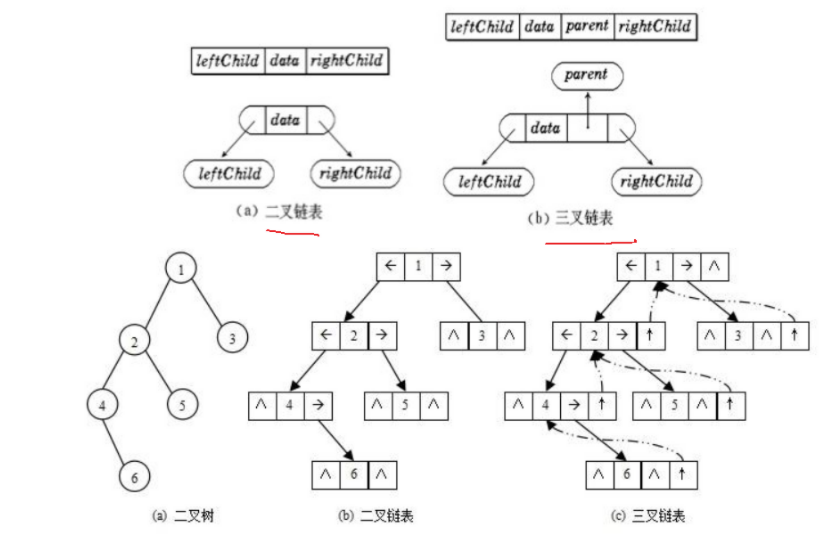 leftChild data rightChild
data
leftChild rightChild
(a) 二叉链表
leftChild data parent rightChild
parent
data
leftChild rightChild
(b) 三叉链表
1
2
3
4
5
6
(a) 二叉树
← 1 →
← 2 →
∧ 3 ∧
∧ 4 →
∧ 5 ∧
∧ 6 ∧
(b) 二叉链表
← 1 → ∧
← 2 → ↑
∧ 3 ∧ ↑
∧ 4 → ↑
∧ 5 ∧ ↑
∧ 6 ∧ ↑
(c) 三叉链表